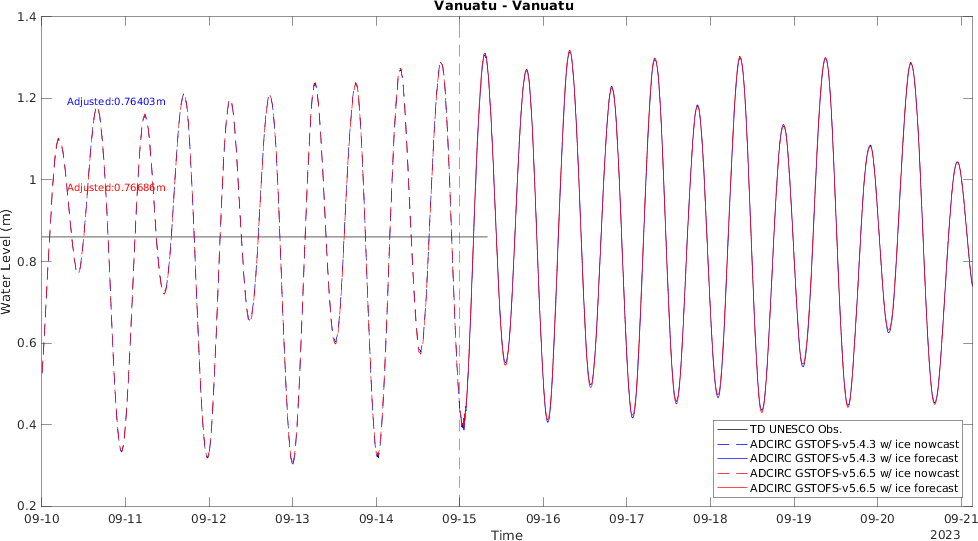 Vanuatu - Vanuatu
Water Level (m)
1.4
1.2
1
0.8
0.6
0.4
0.2
Adjusted:0.76403m
Adjusted:0.76686m
TD UNESCO Obs.
ADCIRC GSTOFS-v5.4.3 w/ ice nowcast
ADCIRC GSTOFS-v5.4.3 w/ ice forecast
ADCIRC GSTOFS-v5.6.5 w/ ice nowcast
ADCIRC GSTOFS-v5.6.5 w/ ice forecast
09-10 09-11 09-12 09-13 09-14 09-15 09-16 09-17 09-18 09-19 09-20 09-21
Time
2023